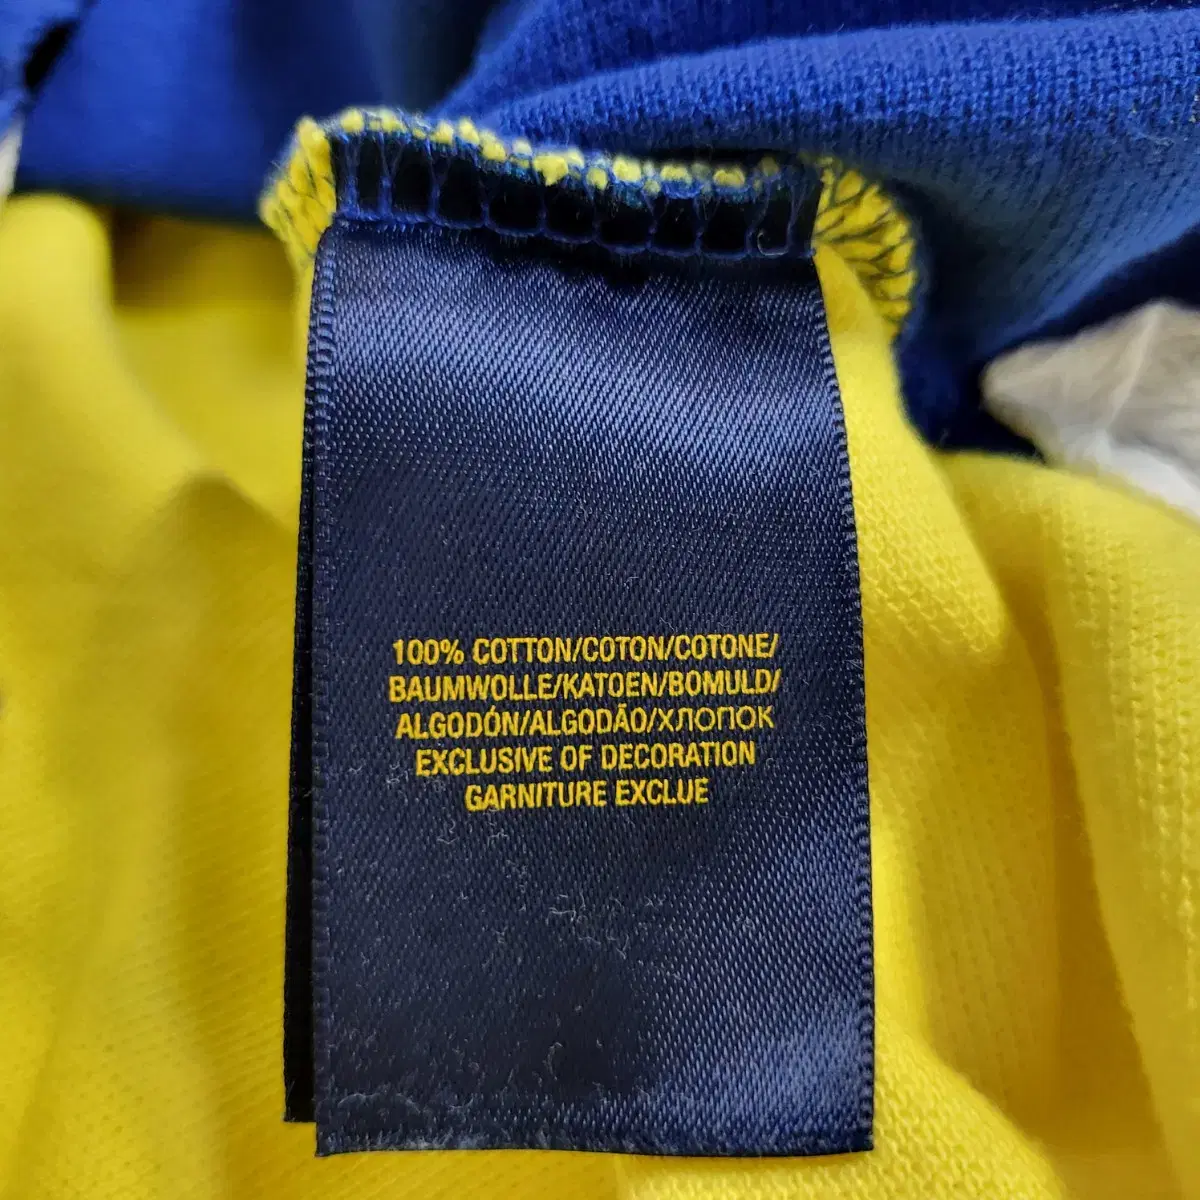 100% COTTON/COTON/COTONE/
BAUMWOLLE/KATOEN/BOMULD/
ALGODÓN/ALGODÃO/ХЛОПОК
EXCLUSIVE OF DECORATION
GARNITURE EXCLUE